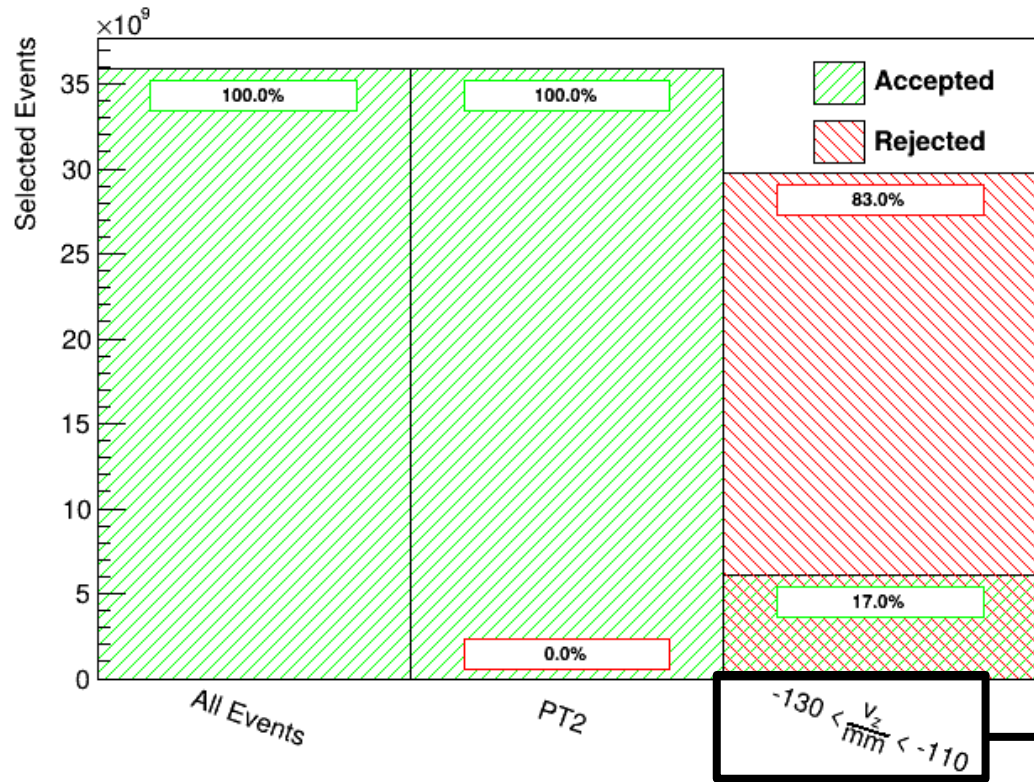 ×10⁹
Selected Events
35
30
25
20
15
10
5
0
100.0%
100.0%
0.0%
83.0%
17.0%
Accepted
Rejected
All Events
PT2
-130 < v_z/mm < -110